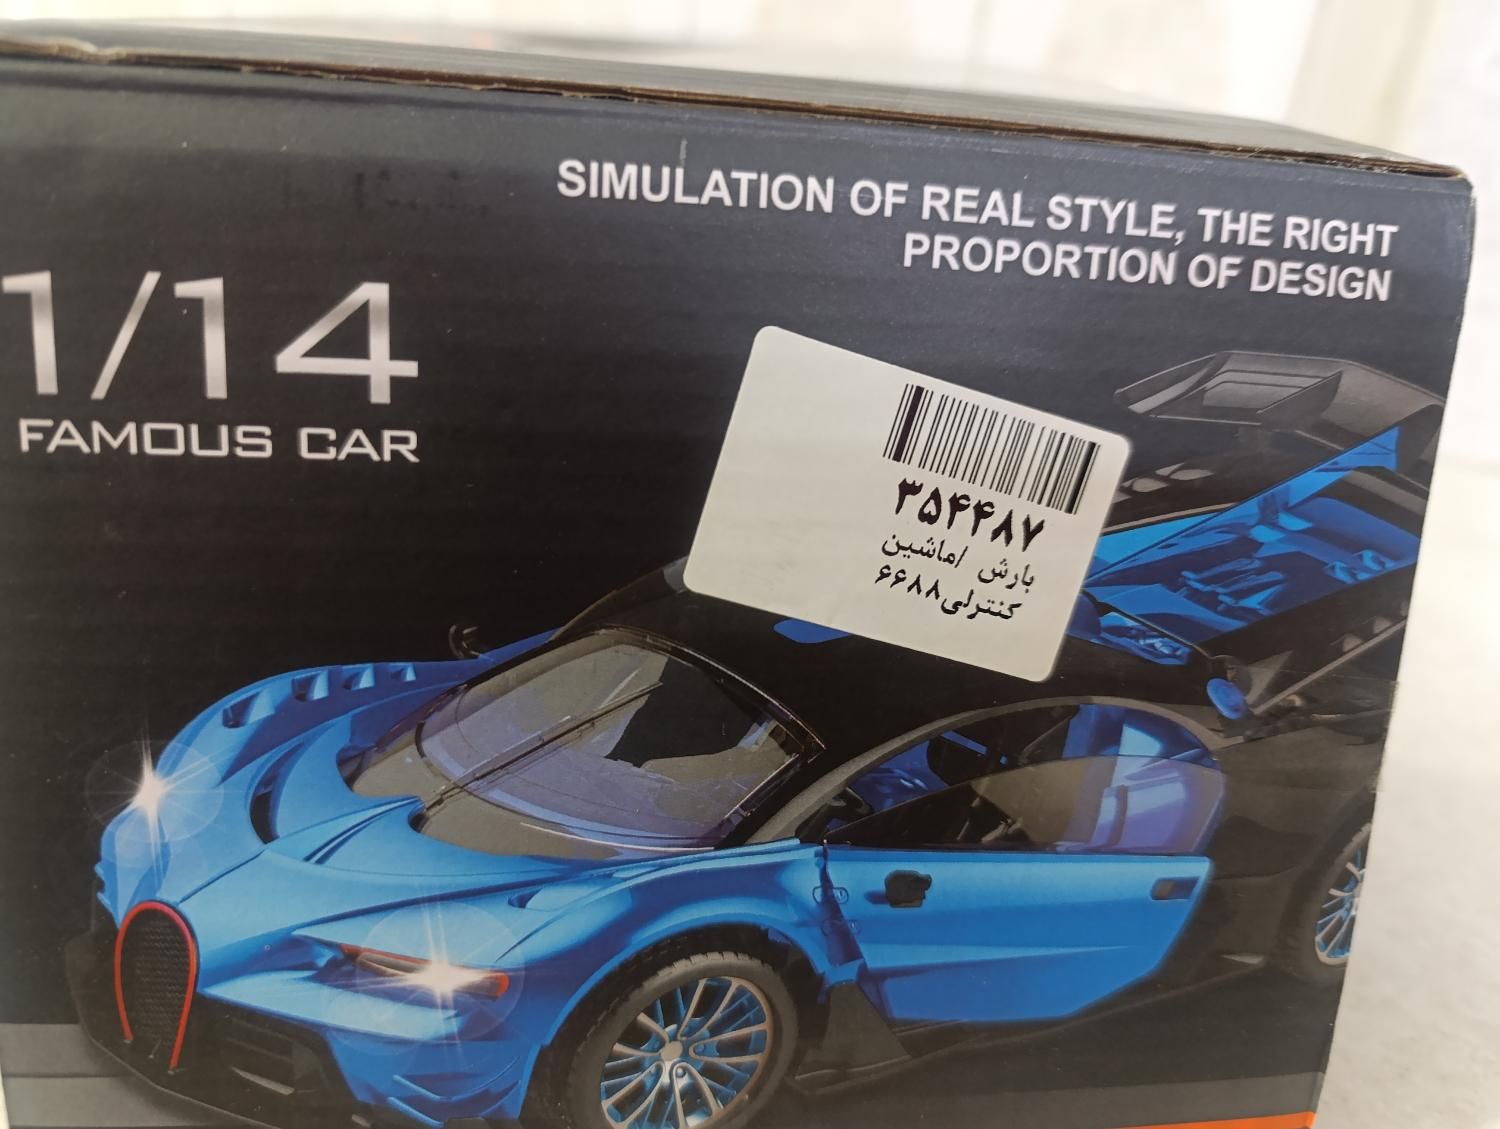 SIMULATION OF REAL STYLE, THE RIGHT
PROPORTION OF DESIGN
1/14
FAMOUS CAR
۳۵۴۴۸۷
بارش /ماشین
کنترلی۶۶۸۸